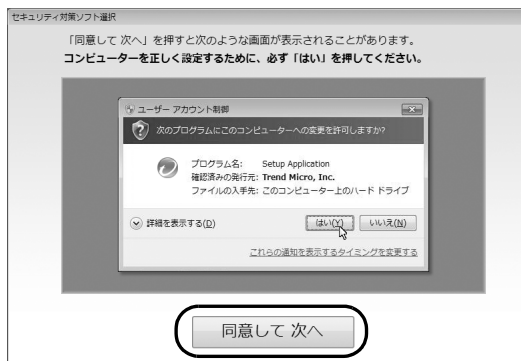 セキュリティ対策ソフト選択
「同意して 次へ」を押すと次のような画面が表示されることがあります。
コンピューターを正しく設定するために、必ず「はい」を押してください。
ユーザー アカウント制御
次のプログラムにこのコンピューターへの変更を許可しますか?
プログラム名: Setup Application
確認済みの発行元: Trend Micro, Inc.
ファイルの入手先: このコンピューター上のハード ドライブ
詳細を表示する(D) はい(Y) いいえ(N)
これらの通知を表示するタイミングを変更する
同意して 次へ